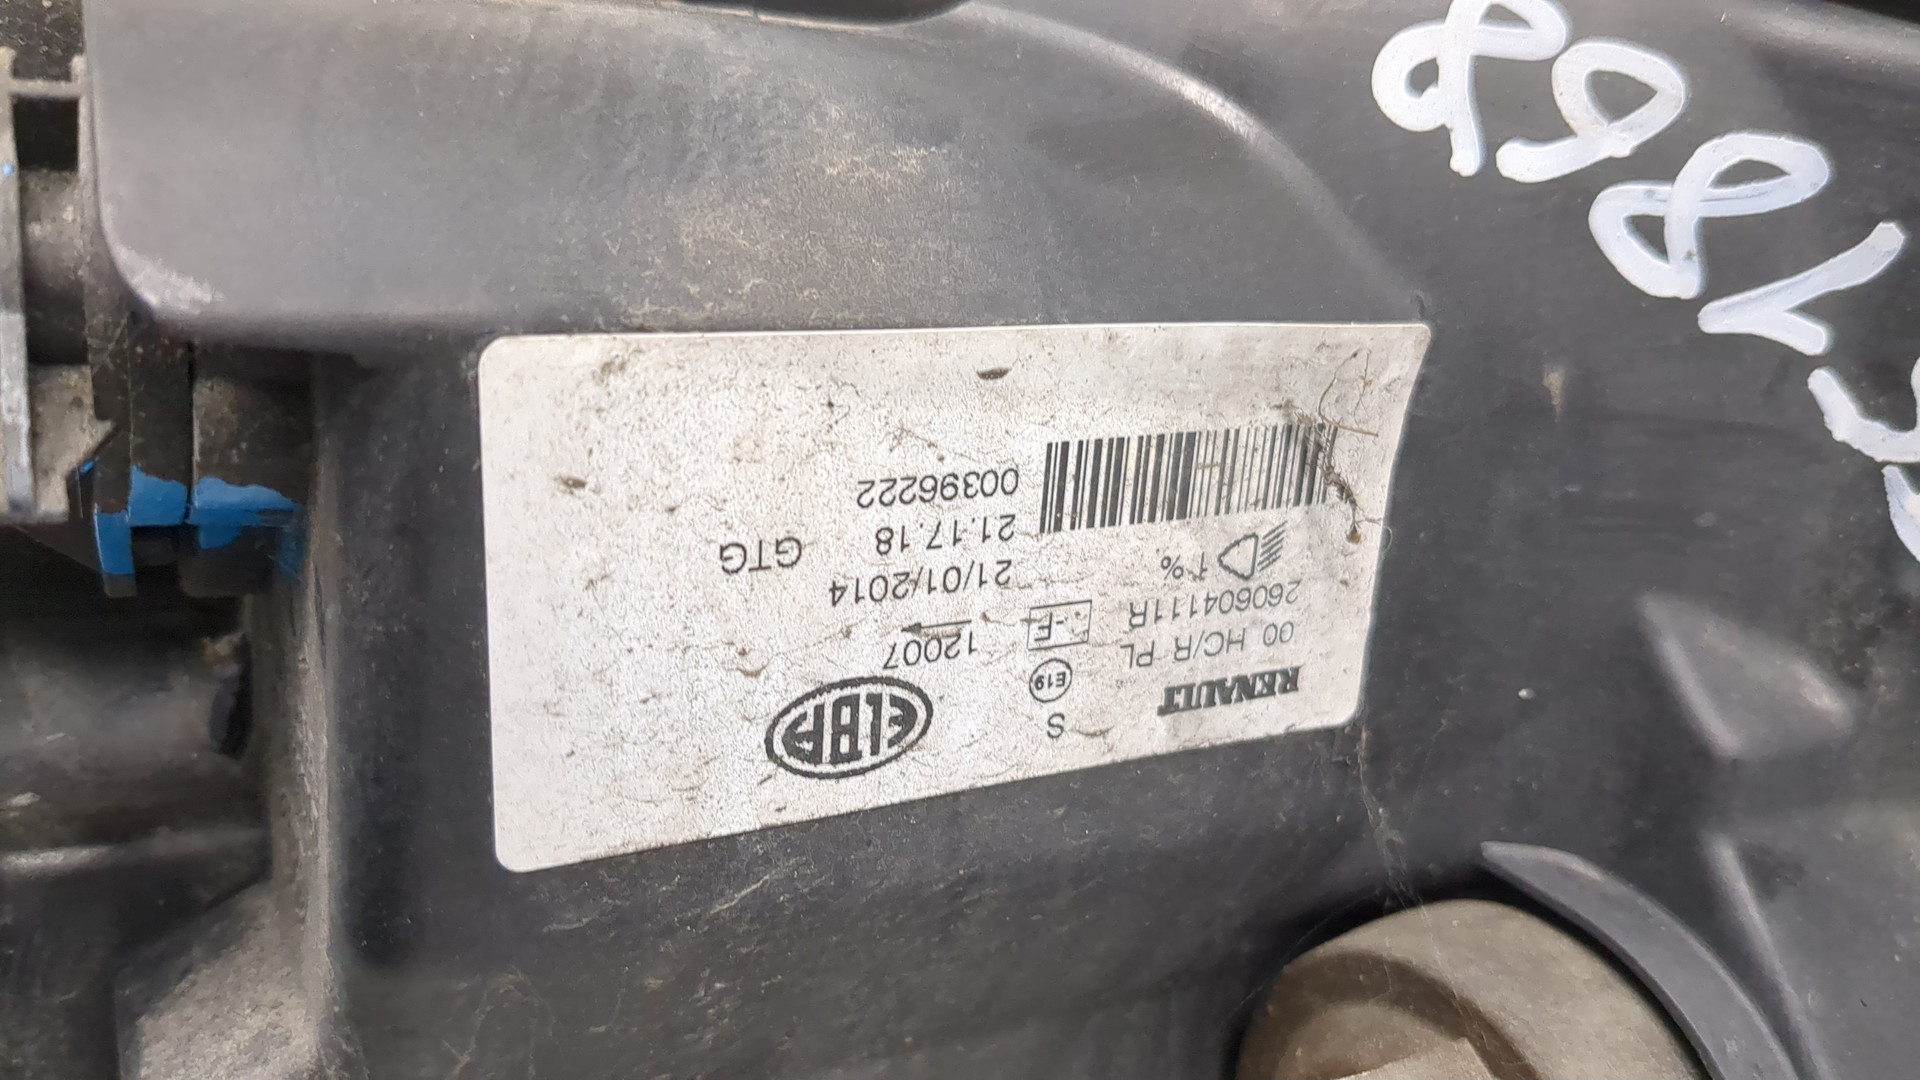 RENAULT
S
ELBA
00 HC/R PL
E19
12007
260604111R
-E
21/01/2014
1%
21.17.18 GTG
00396222